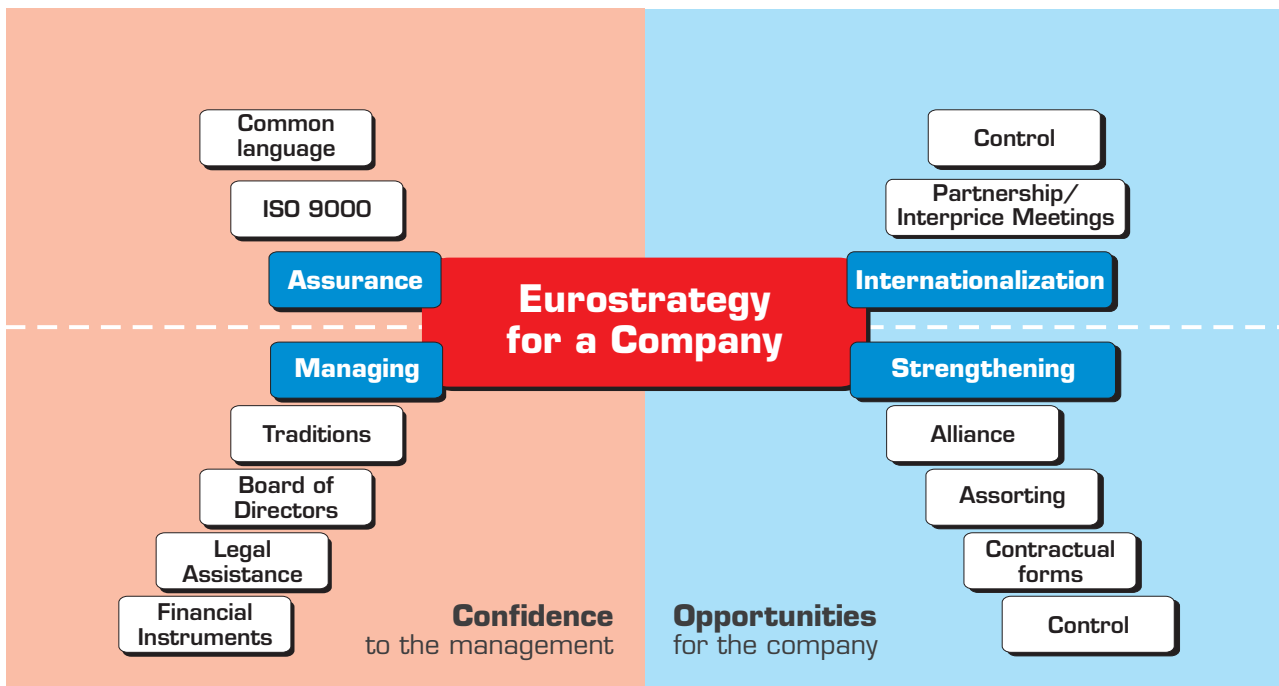 Common
language
ISO 9000
Assurance
Managing
Traditions
Board of
Directors
Legal
Assistance
Financial
Instruments
Confidence
to the management
Eurostrategy
for a Company
Control
Partnership/
Interprice Meetings
Internationalization
Strengthening
Alliance
Assorting
Contractual
forms
Control
Opportunities
for the company